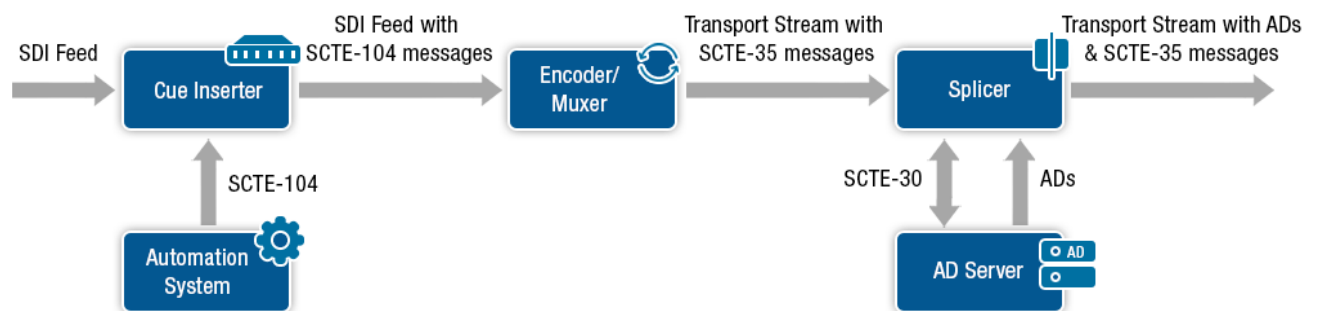 SDI Feed
Cue Inserter
SDI Feed with
SCTE-104 messages
Encoder/
Muxer
Transport Stream with
SCTE-35 messages
Splicer
Transport Stream with ADs
& SCTE-35 messages
SCTE-104
Automation
System
SCTE-30
ADs
AD Server
AD